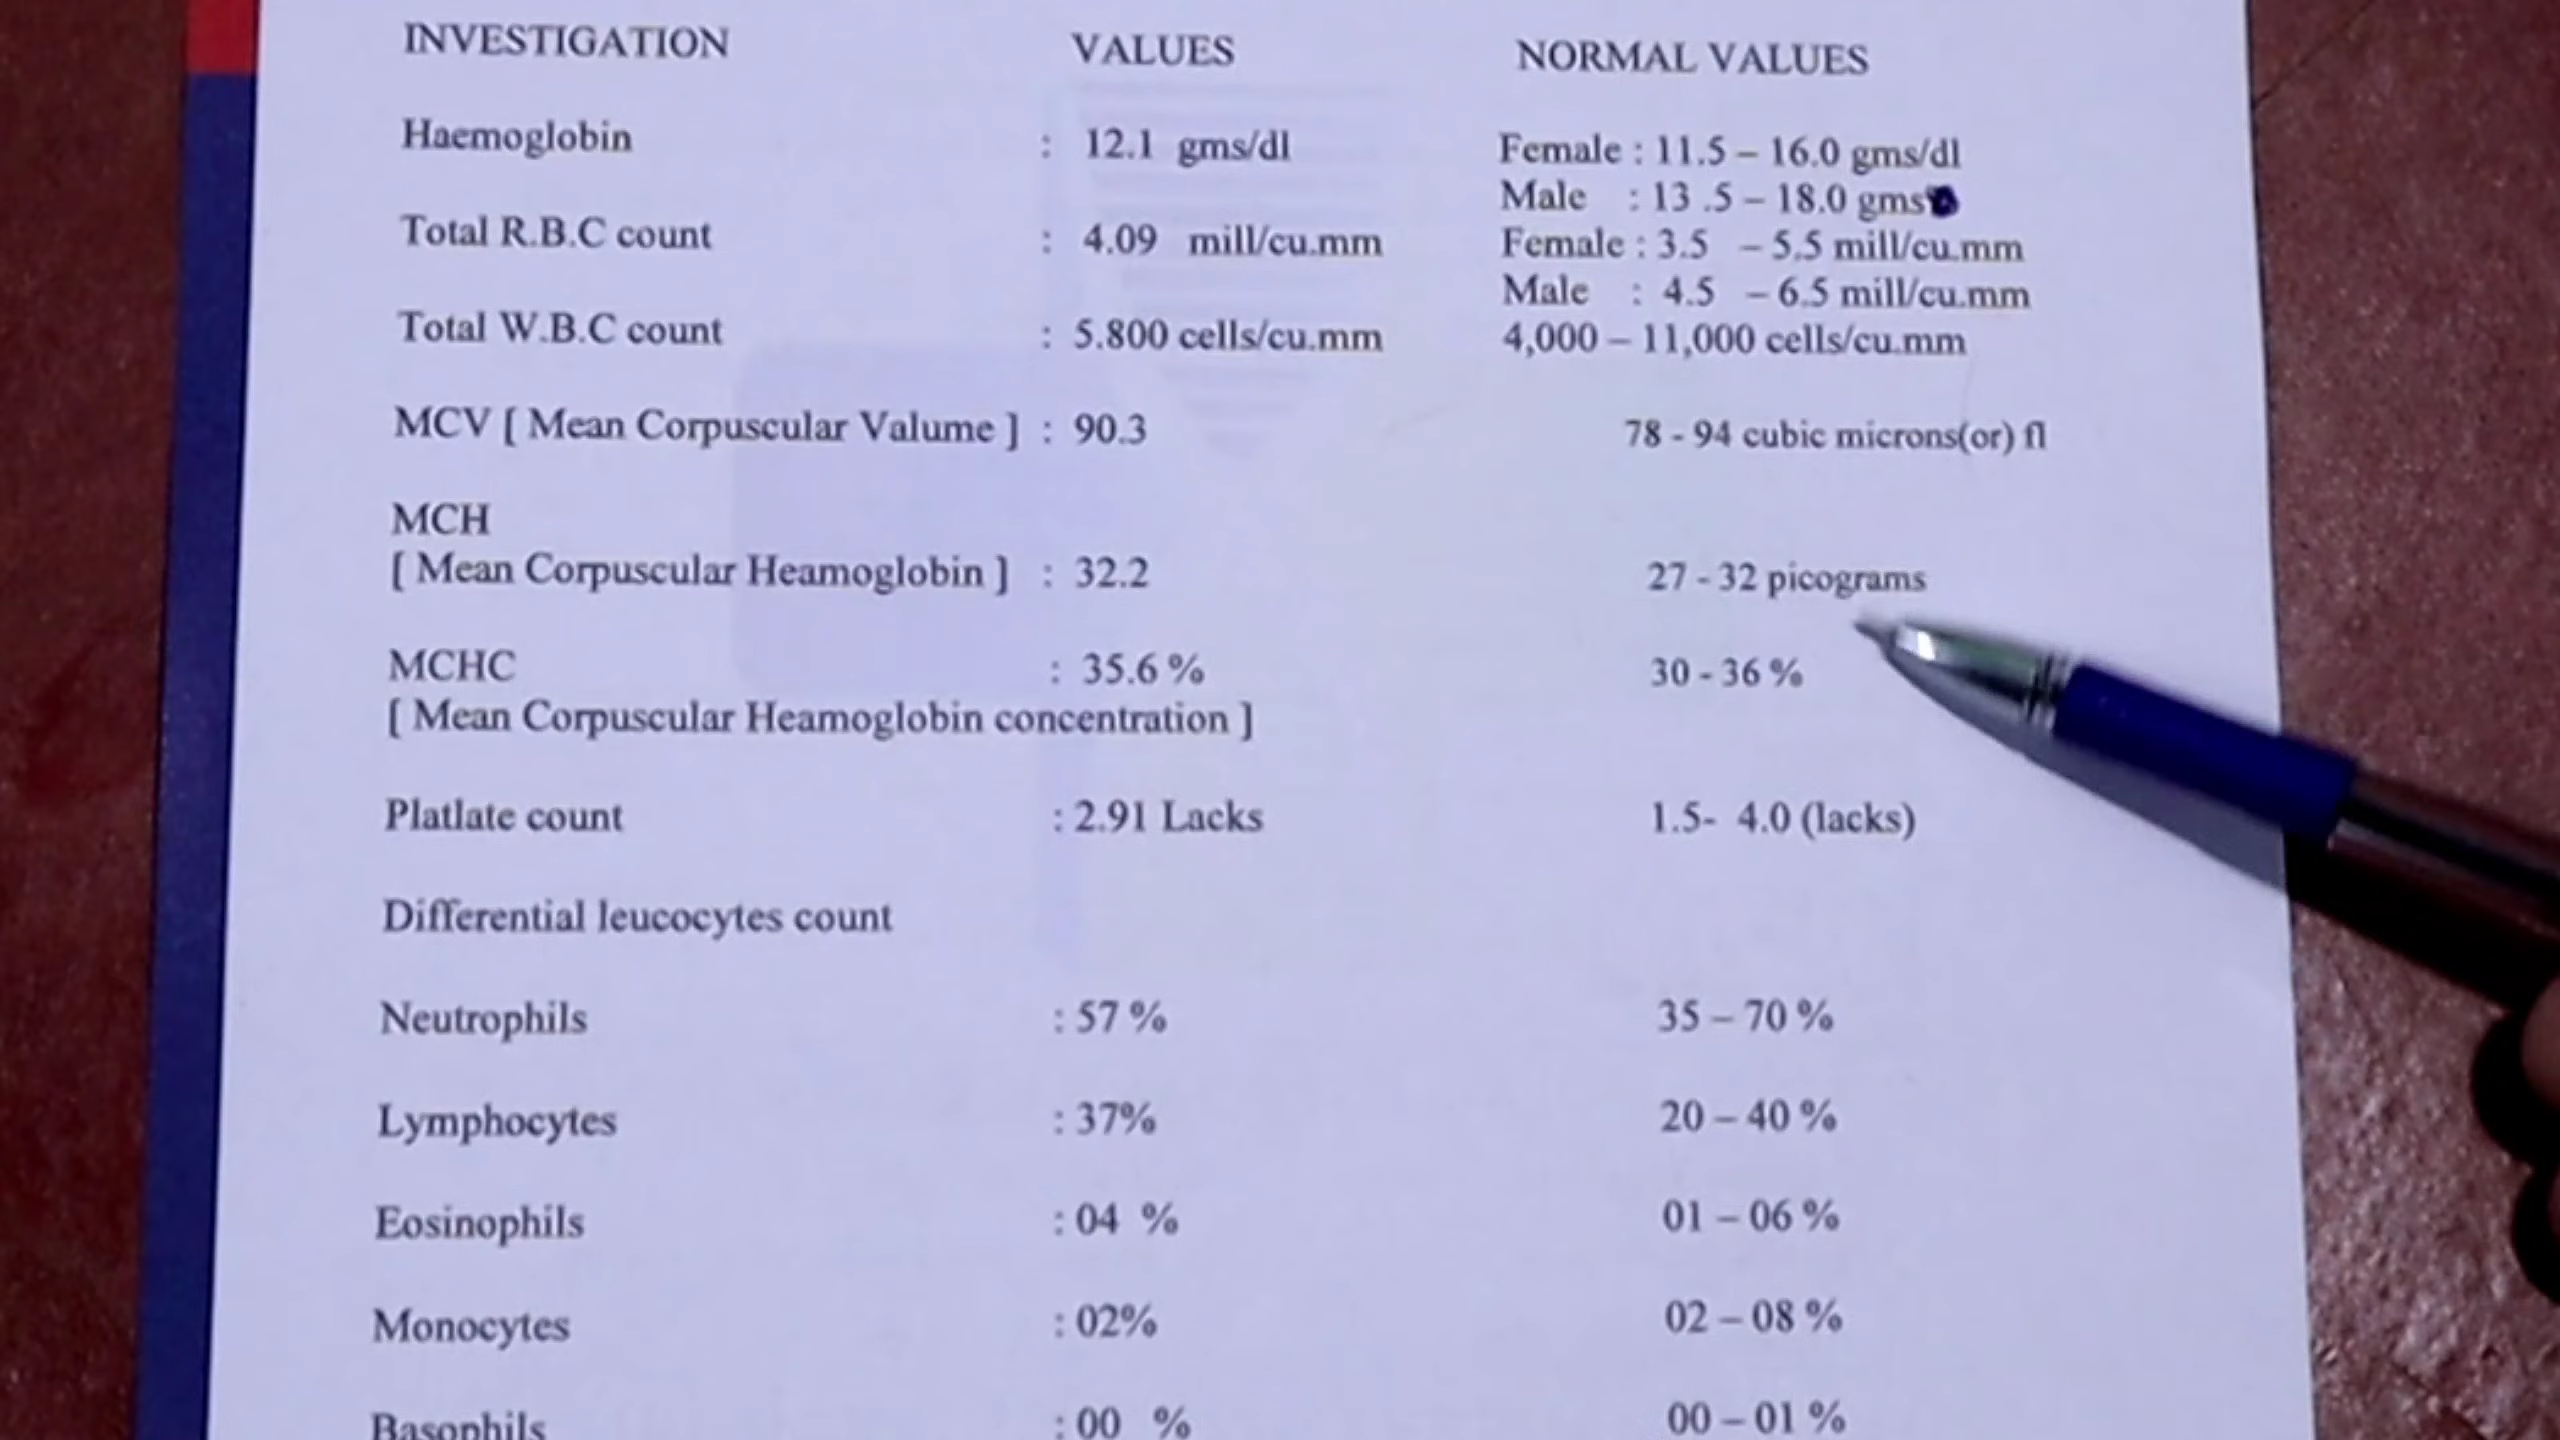 INVESTIGATION VALUES NORMAL VALUES
Haemoglobin : 12.1 gms/dl Female : 11.5 – 16.0 gms/dl
Male : 13 .5 – 18.0 gms
Total R.B.C count : 4.09 mill/cu.mm Female : 3.5 – 5.5 mill/cu.mm
Male : 4.5 – 6.5 mill/cu.mm
Total W.B.C count : 5.800 cells/cu.mm 4,000 – 11,000 cells/cu.mm
MCV [ Mean Corpuscular Valume ] : 90.3 78 - 94 cubic microns(or) fl
MCH
[ Mean Corpuscular Heamoglobin ] : 32.2 27 - 32 picograms
MCHC : 35.6 % 30 - 36 %
[ Mean Corpuscular Heamoglobin concentration ]
Platlate count : 2.91 Lacks 1.5- 4.0 (lacks)
Differential leucocytes count
Neutrophils : 57 % 35 – 70 %
Lymphocytes : 37% 20 – 40 %
Eosinophils : 04 % 01 – 06 %
Monocytes : 02% 02 – 08 %
Basophils : 00 % 00 – 01 %